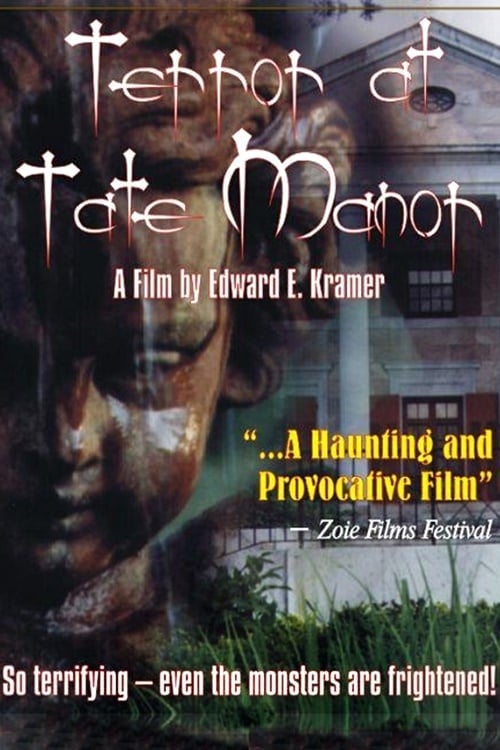 Terror at
Tate Manor
A Film by Edward E. Kramer
“...A Haunting and
Provocative Film”
– Zoie Films Festival
So terrifying – even the monsters are frightened!